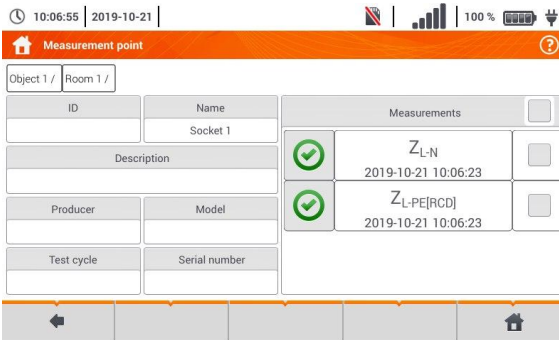 10:06:55 2019-10-21 100 %
Measurement point ?
Object 1 / Room 1 /
ID Name
Socket 1
Description
Producer Model
Test cycle Serial number
Measurements
ZL-N
2019-10-21 10:06:23
ZL-PE[RCD]
2019-10-21 10:06:23